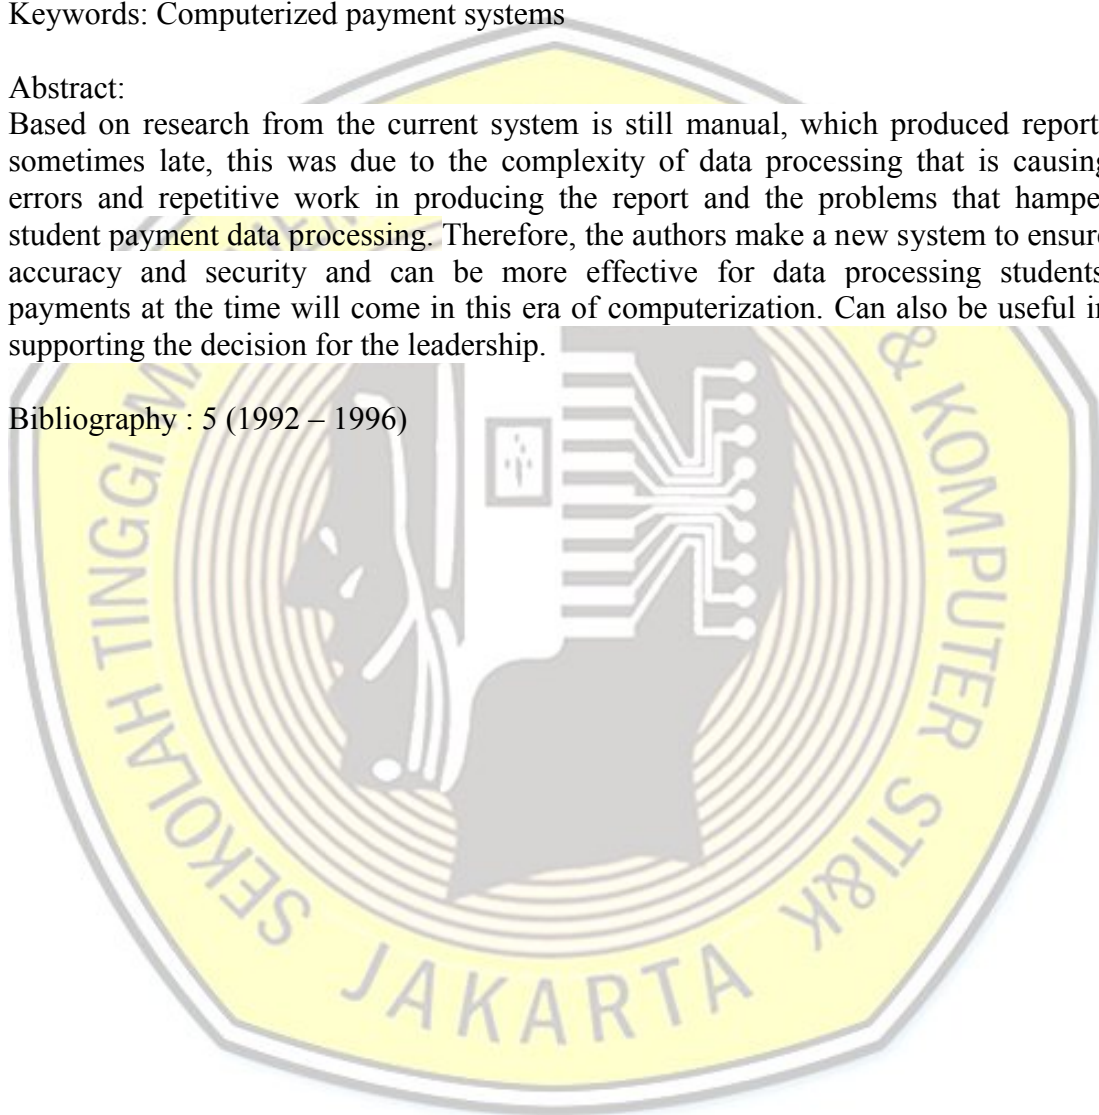 Keywords: Computerized payment systems
Abstract:
Based on research from the current system is still manual, which produced report
sometimes late, this was due to the complexity of data processing that is causing
errors and repetitive work in producing the report and the problems that hampe
student payment data processing. Therefore, the authors make a new system to ensure
accuracy and security and can be more effective for data processing students
payments at the time will come in this era of computerization. Can also be useful in
supporting the decision for the leadership.
Bibliography : 5 (1992 – 1996)
SEKOLAH TINGGI
& KOMPUTER STI&K
JAKARTA